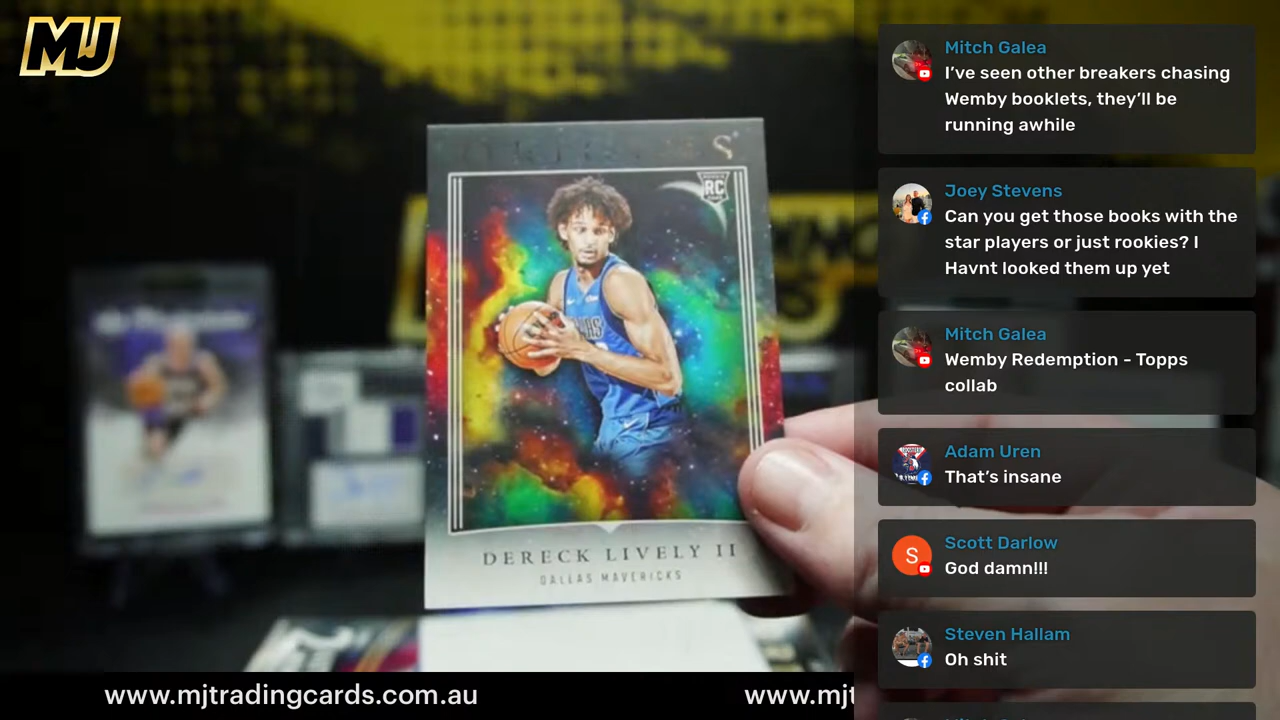 MJ
Mitch Galea
I've seen other breakers chasing
Wemby booklets, they'll be
running awhile
Joey Stevens
Can you get those books with the
star players or just rookies? I
Havnt looked them up yet
Mitch Galea
Wemby Redemption - Topps
collab
Adam Uren
That's insane
S
Scott Darlow
God damn!!!
Steven Hallam
Oh shit
RC
DERECK LIVELY II
DALLAS MAVERICKS
www.mjtradingcards.com.au
www.mjt